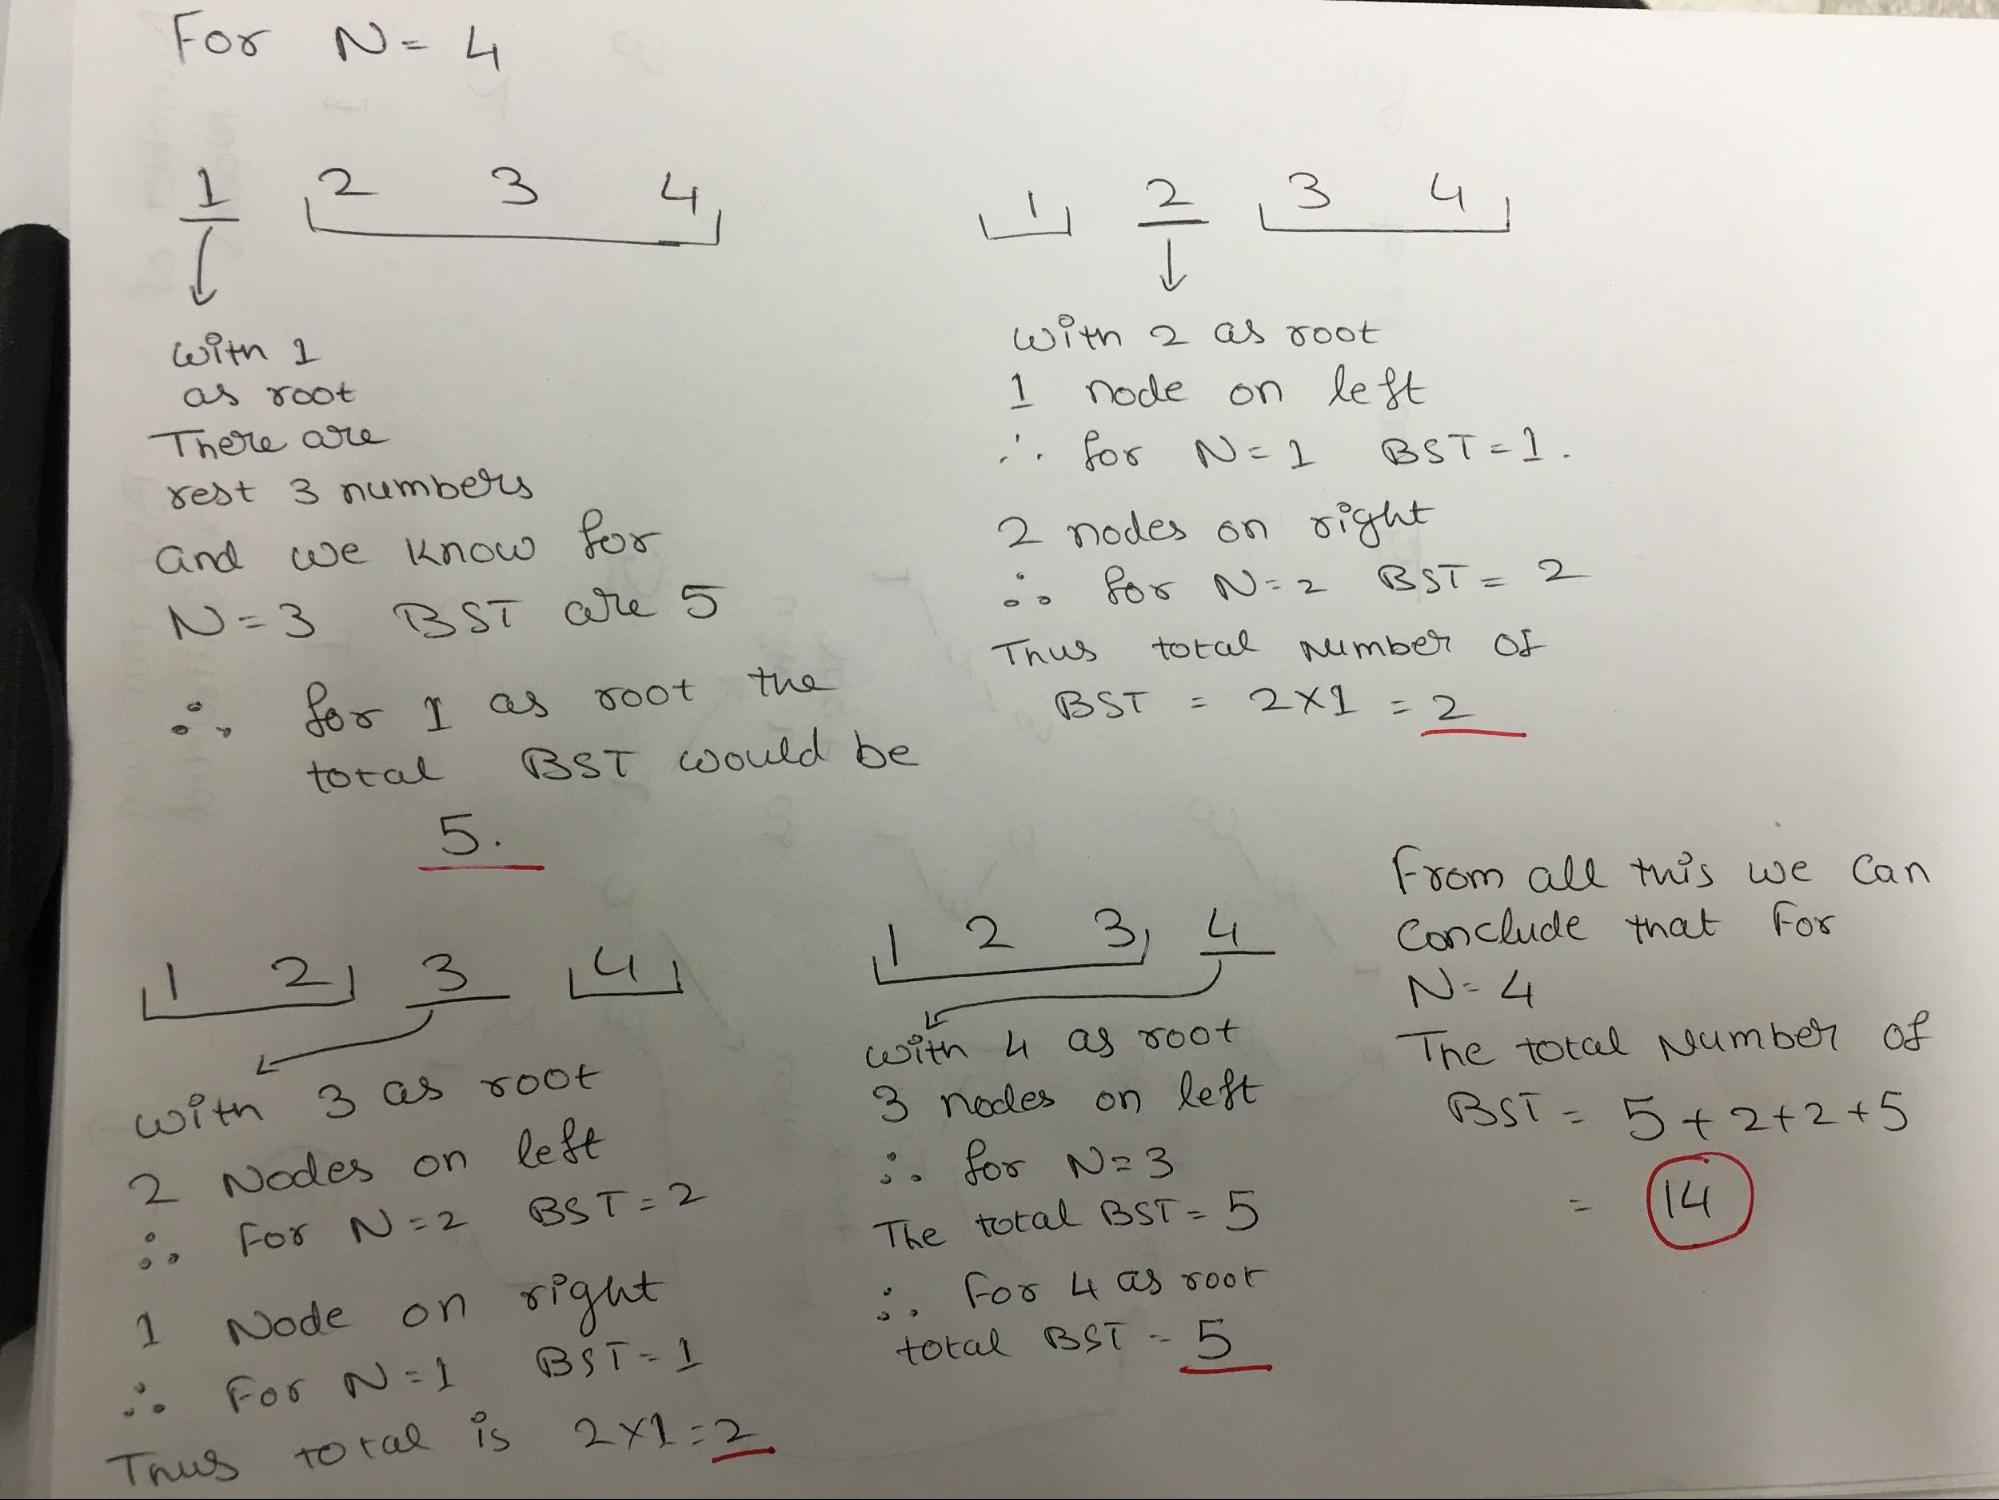 For N = 4
1 2 3 4
with 1
as root
There are
rest 3 numbers
and we know for
N = 3 BST are 5
∴ for 1 as root the
total BST would be
5.
1 2 3 4
with 2 as root
1 node on left
∴ for N = 1 BST = 1.
2 nodes on right
∴ for N = 2 BST = 2
Thus total Number of
BST = 2 x 1 = 2
1 2 3 4
with 3 as root
2 Nodes on left
∴ For N = 2 BST = 2
1 Node on right
∴ For N = 1 BST = 1
Thus total is 2 x 1 = 2
1 2 3 4
with 4 as root
3 nodes on left
∴ for N = 3
The total BST = 5
∴ For 4 as root
total BST = 5
From all this we can
conclude that For
N = 4
The total Number of
BST = 5 + 2 + 2 + 5
= 14